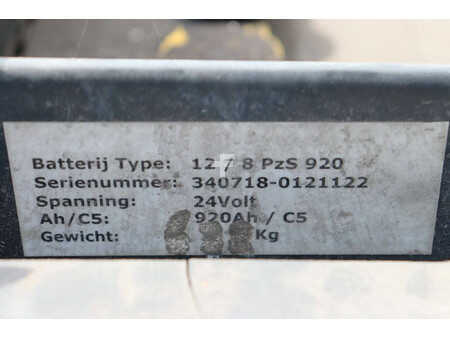 Batterij Type: 12 / 8 PzS 920
Serienummer: 340718-0121122
Spanning: 24Volt
Ah/C5: 920Ah / C5
Gewicht: Kg